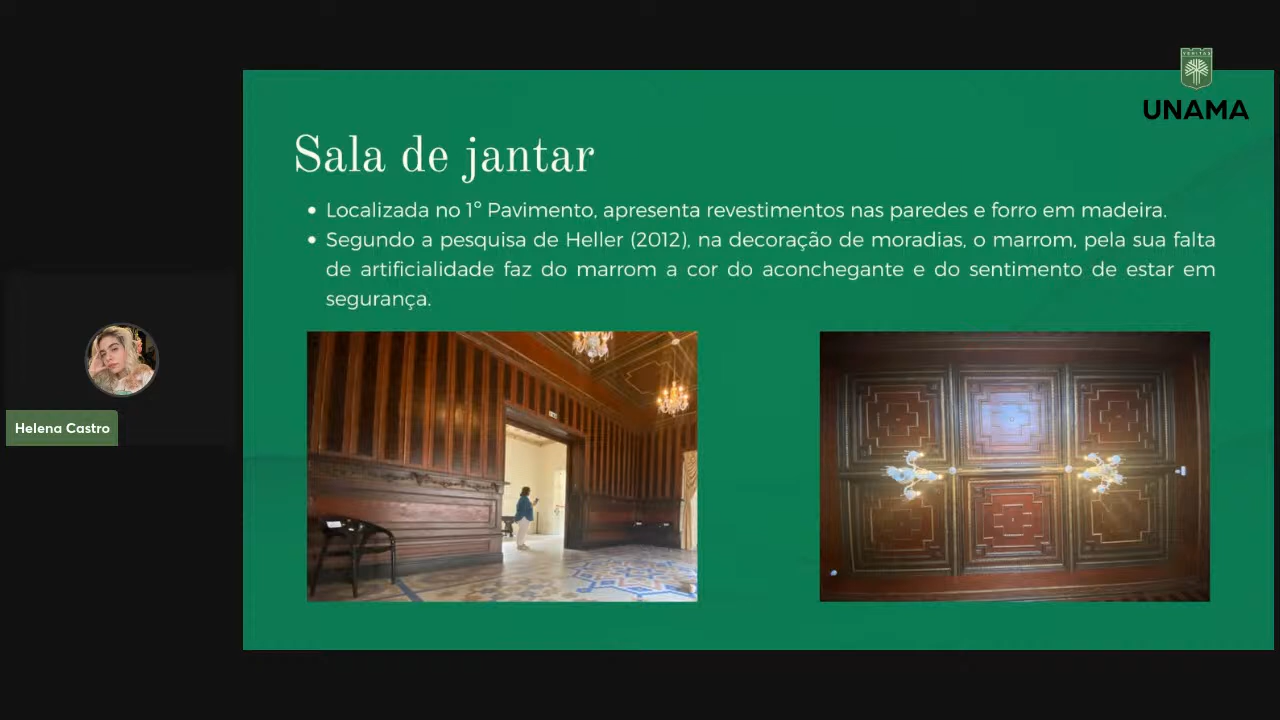 VERITAS
UNAMA
Sala de jantar
• Localizada no 1º Pavimento, apresenta revestimentos nas paredes e forro em madeira.
• Segundo a pesquisa de Heller (2012), na decoração de moradias, o marrom, pela sua falta
de artificialidade faz do marrom a cor do aconchegante e do sentimento de estar em
segurança.
Helena Castro